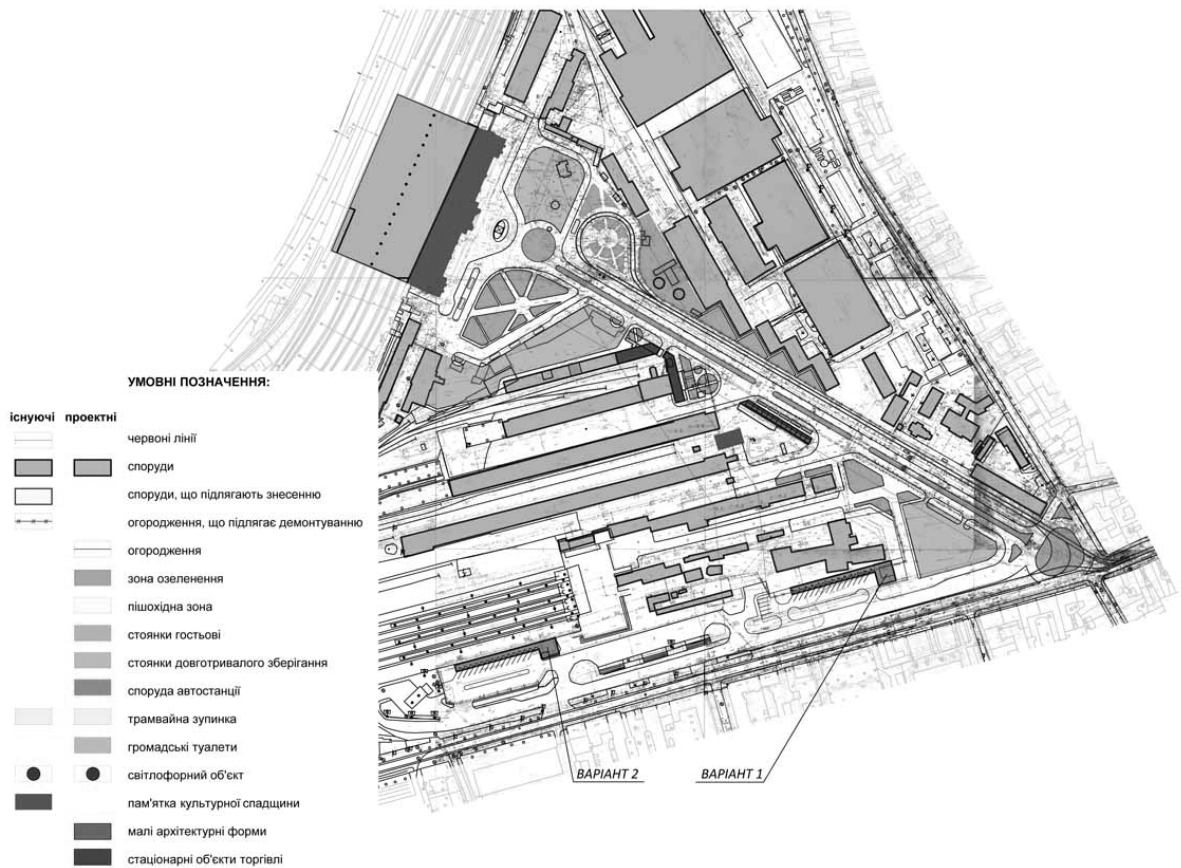 УМОВНІ ПОЗНАЧЕННЯ:
існуючі проектні
червоні лінії
споруди
споруди, що підлягають знесенню
огородження, що підлягає демонтуванню
огородження
зона озеленення
пішохідна зона
стоянки гостьові
стоянки довготривалого зберігання
споруда автостанції
трамвайна зупинка
громадські туалети
світлофорний об'єкт
пам'ятка культурної спадщини
малі архітектурні форми
стаціонарні об'єкти торгівлі
ВАРІАНТ 2
ВАРІАНТ 1